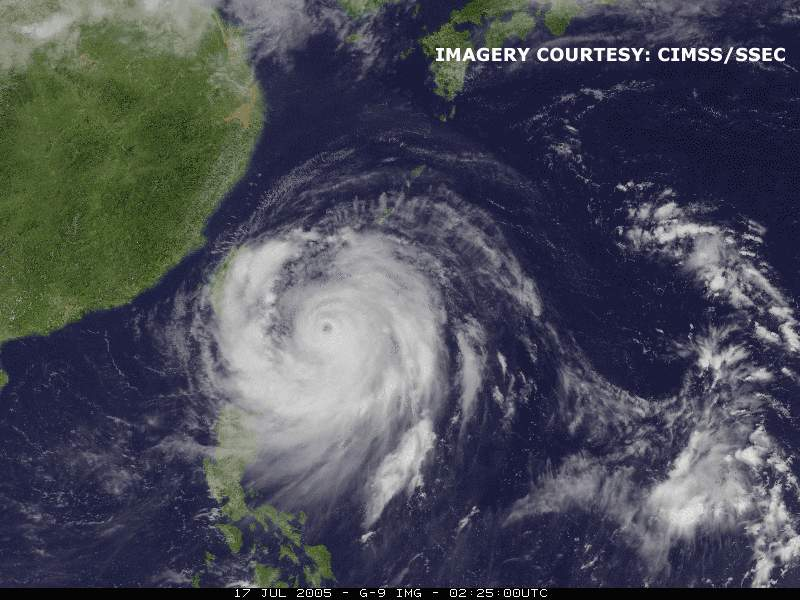 IMAGERY COURTESY: CIMSS/SSEC
17 JUL 2005 - G-9 IMG - 02:25:00UTC